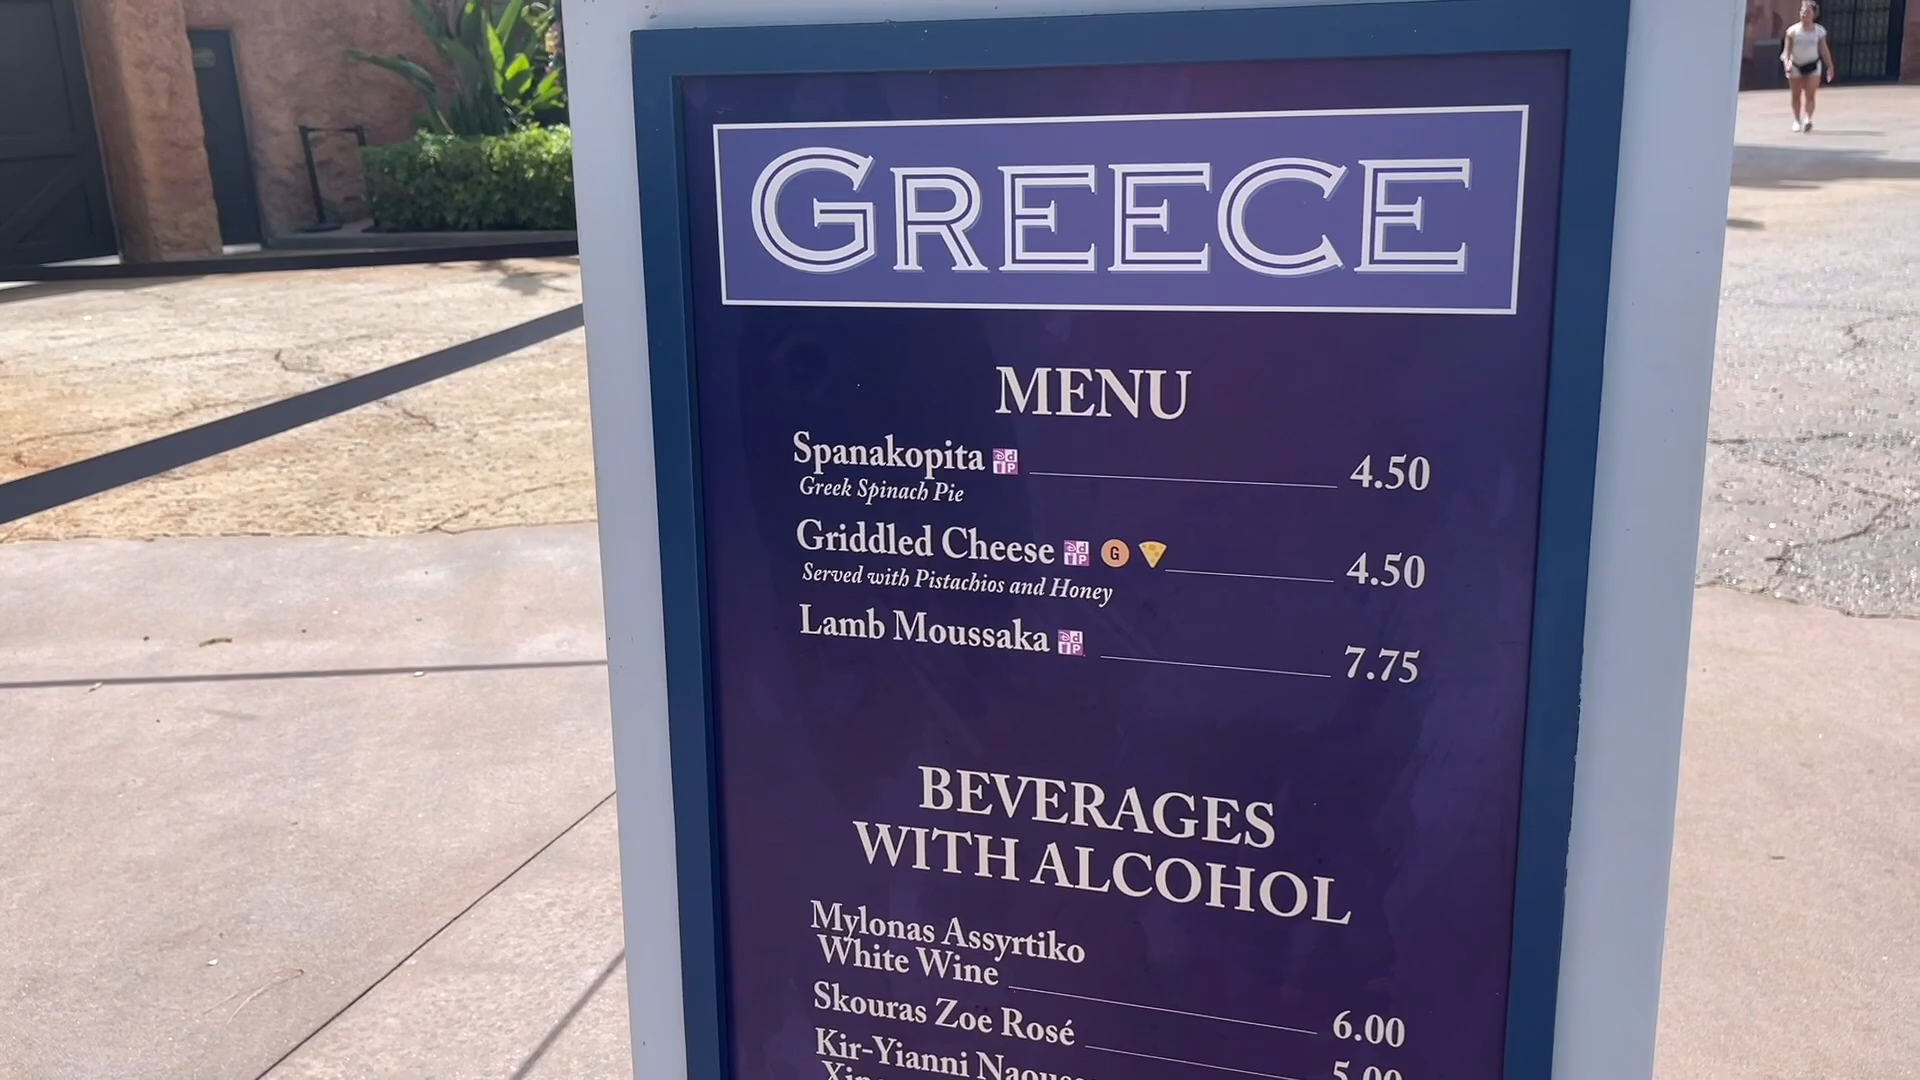 GREECE
MENU
Spanakopita 4.50
Greek Spinach Pie
Griddled Cheese G 4.50
Served with Pistachios and Honey
Lamb Moussaka 7.75
BEVERAGES
WITH ALCOHOL
Mylonas Assyrtiko
White Wine 6.00
Skouras Zoe Rosé 5.00
Kir-Yianni